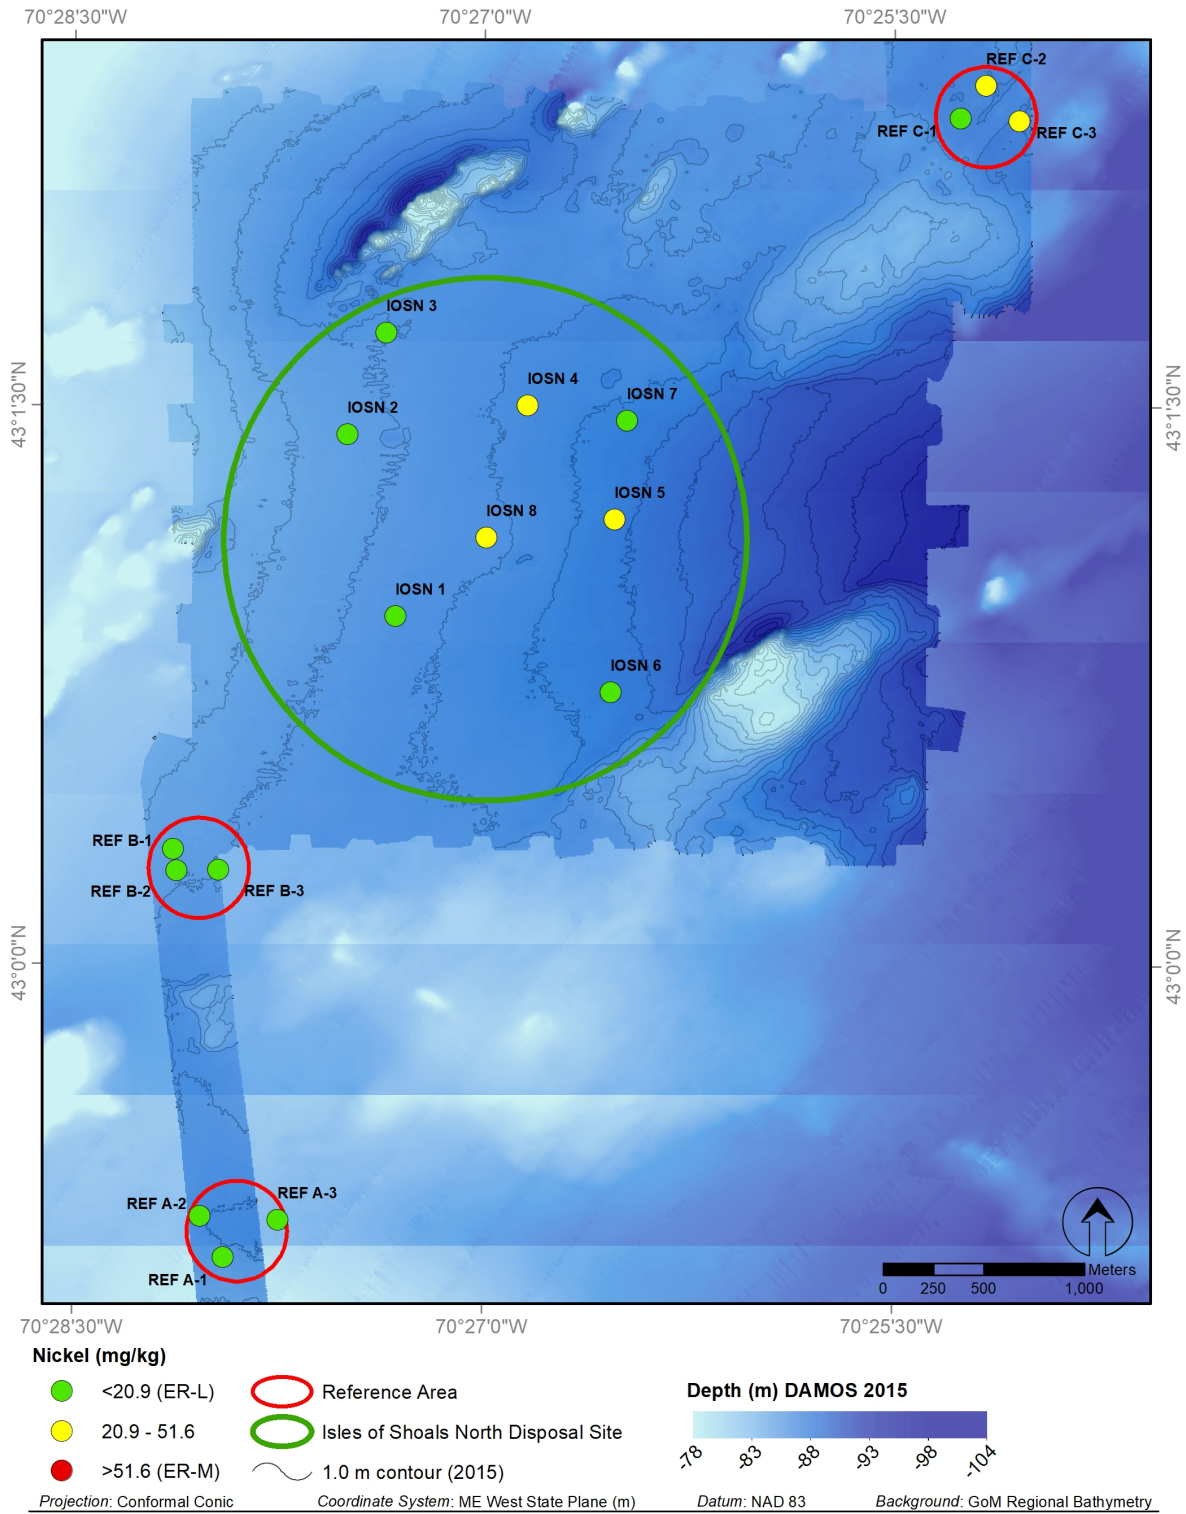 70°28'30"W 70°27'0"W 70°25'30"W
REF C-2
REF C-1 REF C-3
IOSN 3
43°1'30"N 43°1'30"N
IOSN 4
IOSN 7
IOSN 2
IOSN 5
IOSN 8
IOSN 1
IOSN 6
REF B-1
REF B-2 REF B-3
43°0'0"N 43°0'0"N
REF A-3
REF A-2
REF A-1
Meters
0 250 500 1,000
70°28'30"W 70°27'0"W 70°25'30"W
Nickel (mg/kg)
<20.9 (ER-L)
20.9 - 51.6
>51.6 (ER-M)
Reference Area
Isles of Shoals North Disposal Site
1.0 m contour (2015)
Depth (m) DAMOS 2015
-78 -83 -88 -93 -98 -104
Projection: Conformal Conic Coordinate System: ME West State Plane (m) Datum: NAD 83 Background: GoM Regional Bathymetry